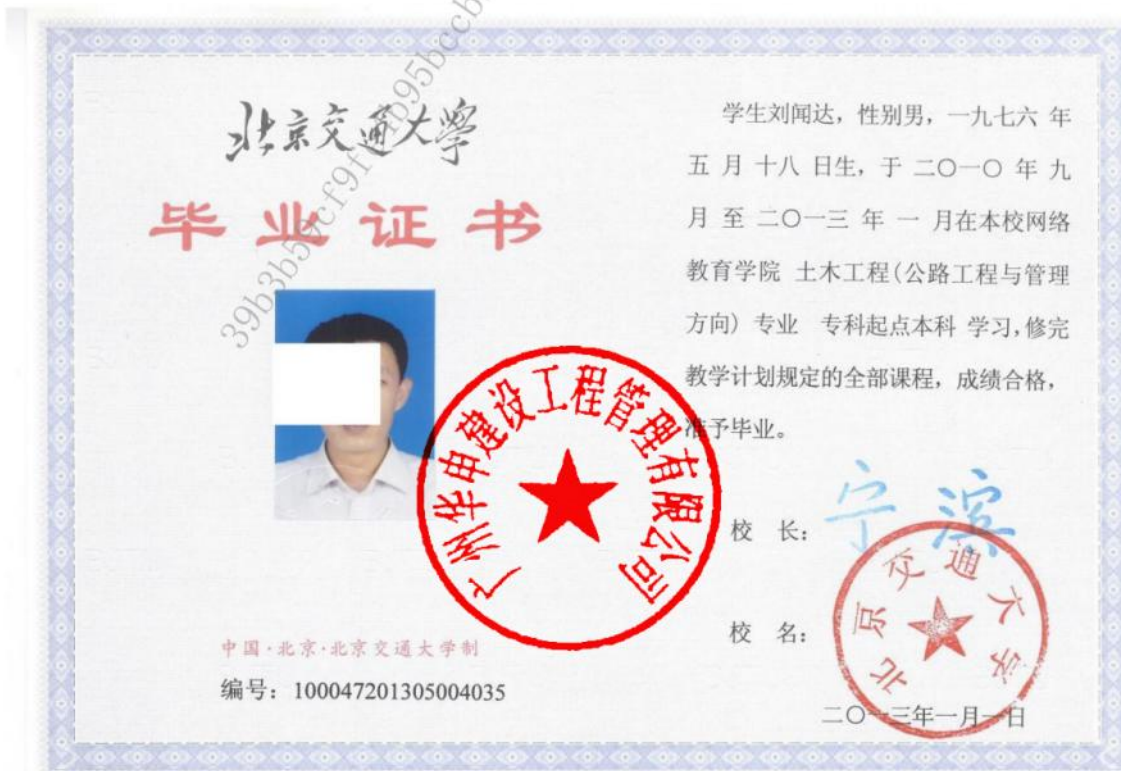 北京交通大學
毕业证书
中国·北京·北京交通大学制
编号：100047201305004035
学生刘闻达，性别男，一九七六 年
五 月 十八 日生，于 二〇一〇 年 九
月 至 二〇一三 年 一 月在本校网络
教育学院 土木工程(公路工程与管理
方向) 专业 专科起点本科 学习,修完
教学计划规定的全部课程，成绩合格，
准予毕业。
校 长：宁滨
校 名：
北京交通大学
二〇一三年一月一日
广州华申建设工程管理有限公司